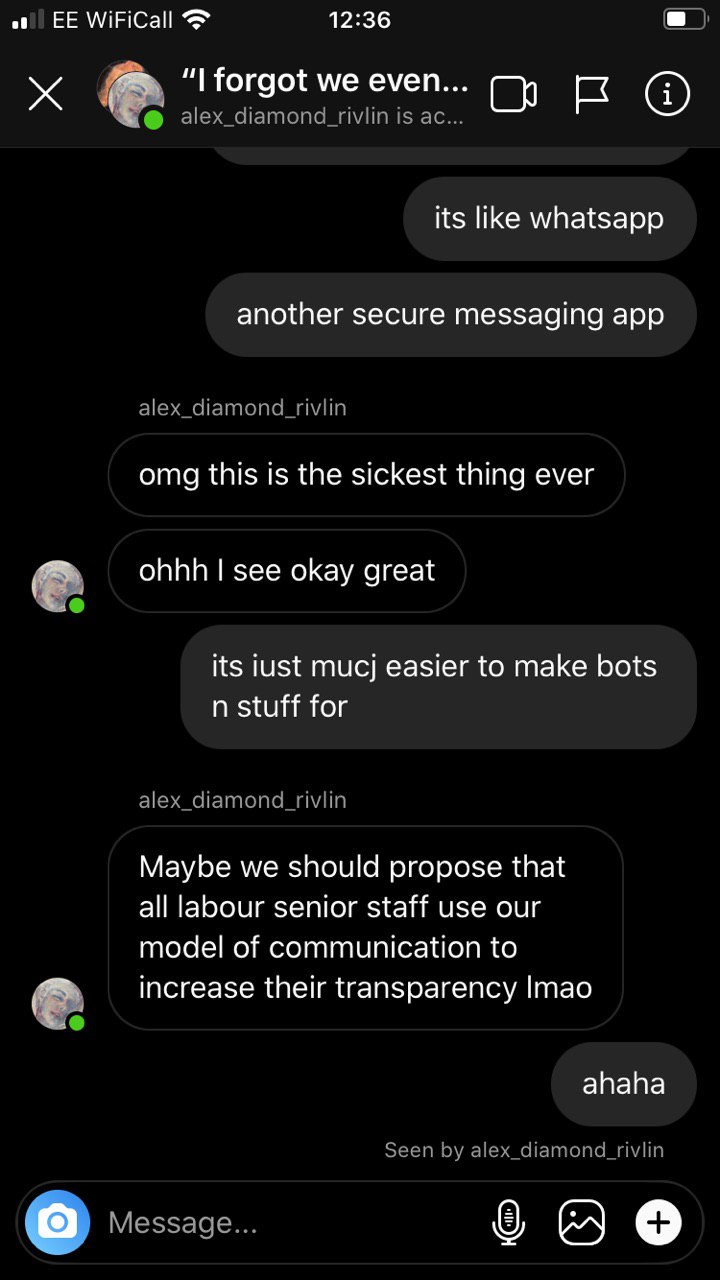 EE WiFiCall 12:36
“I forgot we even...
alex_diamond_rivlin is ac...
its like whatsapp
another secure messaging app
alex_diamond_rivlin
omg this is the sickest thing ever
ohhh I see okay great
its iust mucj easier to make bots
n stuff for
alex_diamond_rivlin
Maybe we should propose that
all labour senior staff use our
model of communication to
increase their transparency lmao
ahaha
Seen by alex_diamond_rivlin
Message...